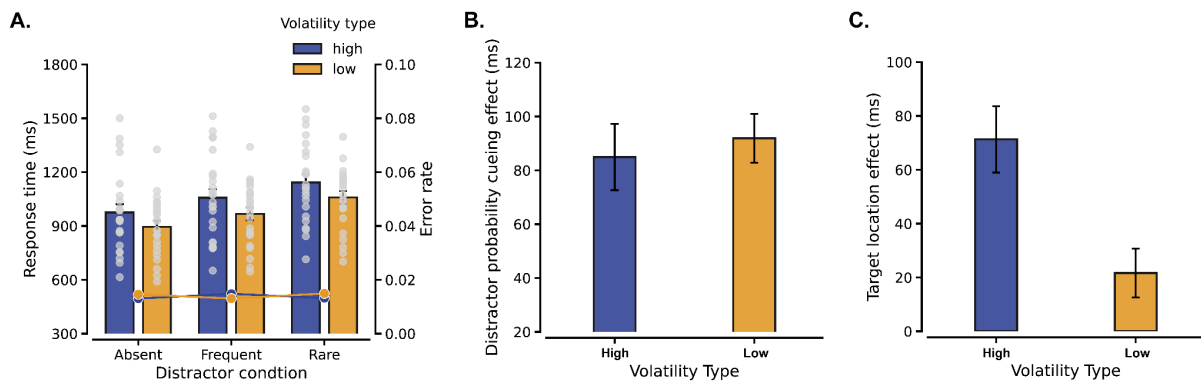 A.
Volatility type
high
low
Response time (ms)
1800
1500
1200
900
600
300
0.10
0.08
0.06
0.04
0.02
0.00
Error rate
Absent
Frequent
Rare
Distractor condtion
B.
Distractor probability cueing effect (ms)
120
100
80
60
40
20
High
Low
Volatility Type
C.
Target location effect (ms)
100
80
60
40
20
0
High
Low
Volatility Type